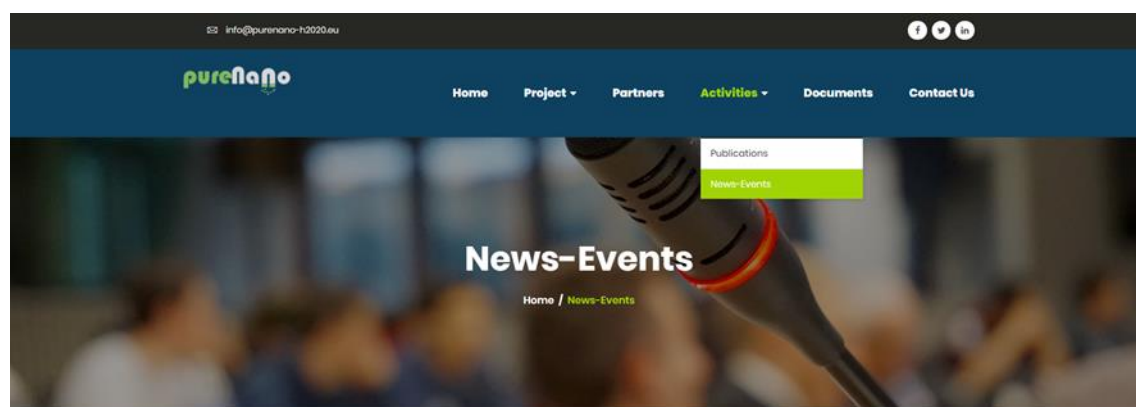 info@purenano-h2020.eu
pureNano
Home Project Partners Activities Documents Contact Us
Publications
News-Events
News-Events
Home / News-Events